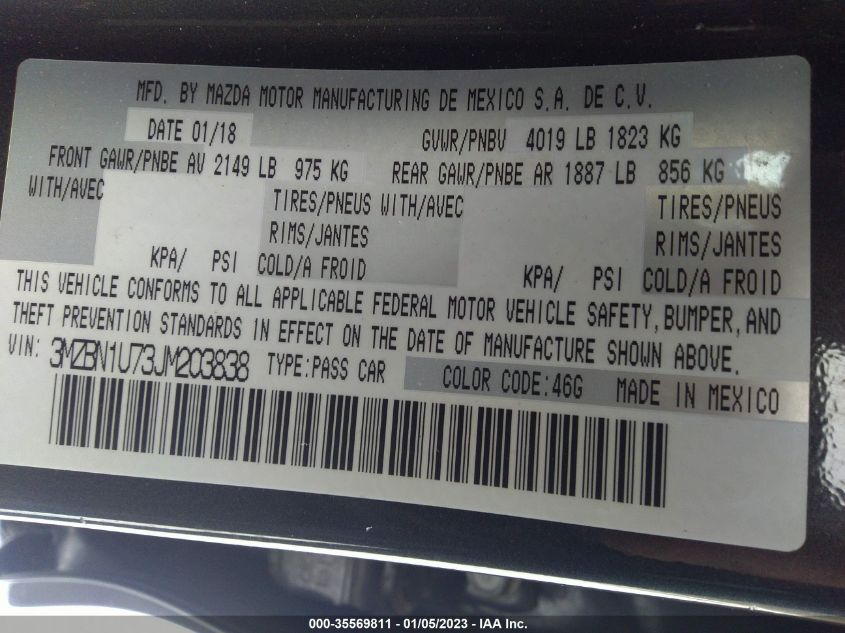 MFD. BY MAZDA MOTOR MANUFACTURING DE MEXICO S.A. DE C.V.
DATE 01/18 GVWR/PNBV 4019 LB 1823 KG
FRONT GAWR/PNBE AV 2149 LB 975 KG REAR GAWR/PNBE AR 1887 LB 856 KG
WITH/AVEC TIRES/PNEUS WITH/AVEC TIRES/PNEUS
RIMS/JANTES RIMS/JANTES
KPA/ PSI COLD/A FROID KPA/ PSI COLD/A FROID
THIS VEHICLE CONFORMS TO ALL APPLICABLE FEDERAL MOTOR VEHICLE SAFETY, BUMPER, AND
THEFT PREVENTION STANDARDS IN EFFECT ON THE DATE OF MANUFACTURE SHOWN ABOVE.
VIN: 3MZBN1U73JM203838 TYPE:PASS CAR COLOR CODE:46G MADE IN MEXICO
000-35569811 - 01/05/2023 - IAA Inc.